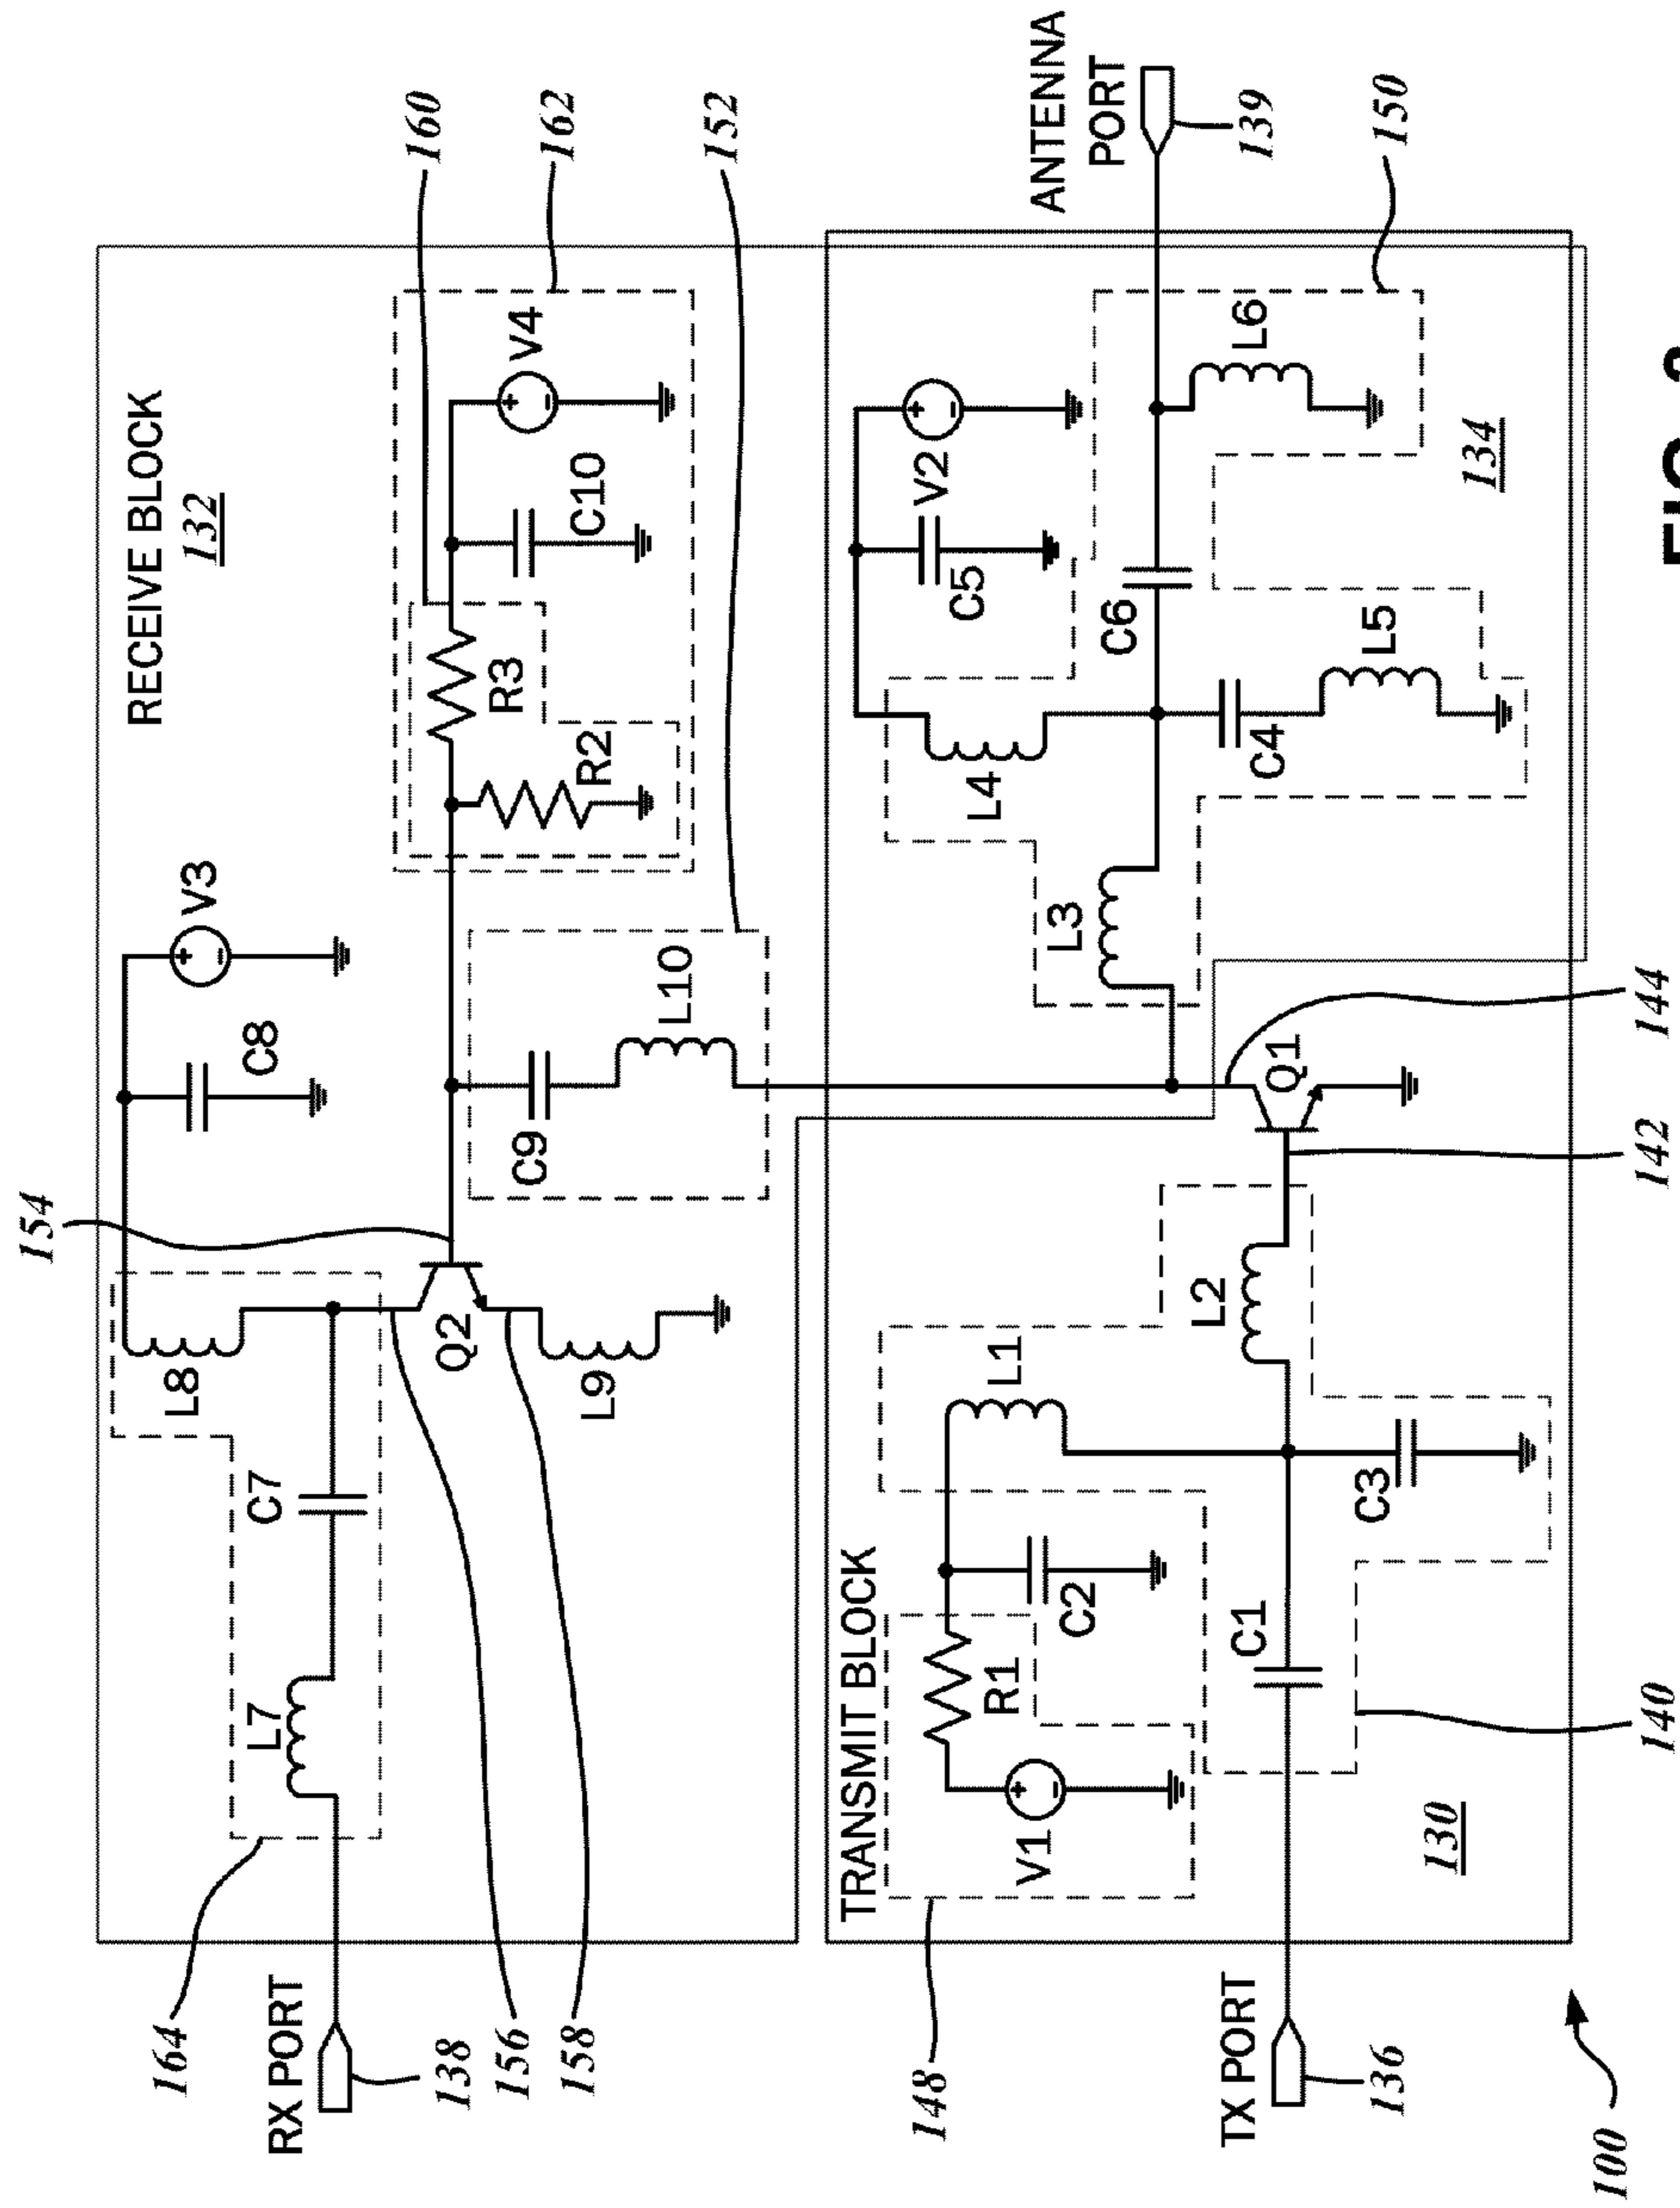 154
RECEIVE BLOCK
132
V3
C8
L8
164
C7
L7
RX PORT
138
156
158
Q2
L9
C9
L10
R3
R2
C10
V4
160
162
152
TRANSMIT BLOCK
148
V1
R1
C2
L1
L2
C1
C3
TX PORT
136
130
140
142
144
Q1
L3
L4
C5
V2
C6
C4
L5
L6
134
ANTENNA
PORT
139
150
100
FIG